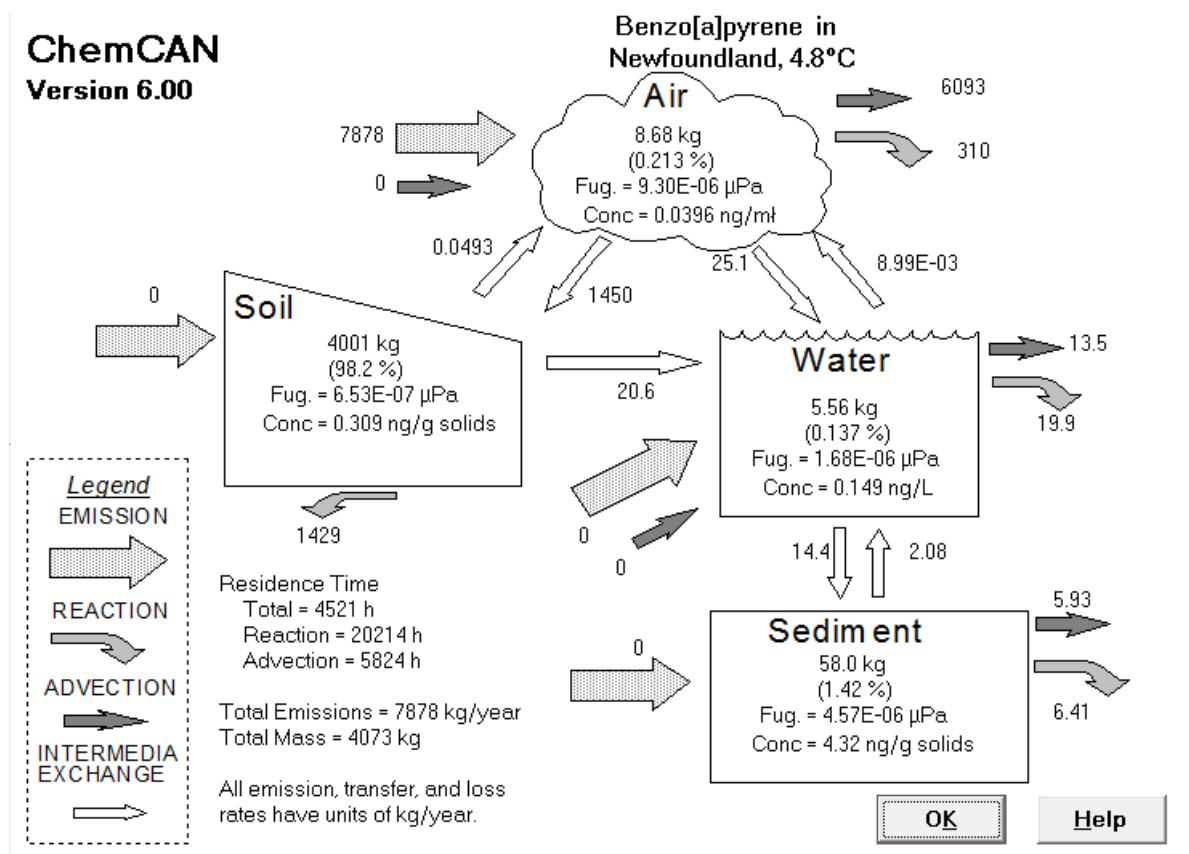 ChemCAN
Version 6.00
Benzo[a]pyrene in
Newfoundland, 4.8°C
Air
8.68 kg
(0.213 %)
Fug. = 9.30E-06 µPa
Conc = 0.0396 ng/mł
7878
0
6093
310
0.0493
1450
25.1
8.99E-03
0
Soil
4001 kg
(98.2 %)
Fug. = 6.53E-07 µPa
Conc = 0.309 ng/g solids
20.6
1429
Water
5.56 kg
(0.137 %)
Fug. = 1.68E-06 µPa
Conc = 0.149 ng/L
13.5
19.9
0
0
14.4
2.08
Sediment
58.0 kg
(1.42 %)
Fug. = 4.57E-06 µPa
Conc = 4.32 ng/g solids
0
5.93
6.41
Legend
EMISSION
REACTION
ADVECTION
INTERMEDIA
EXCHANGE
Residence Time
Total = 4521 h
Reaction = 20214 h
Advection = 5824 h
Total Emissions = 7878 kg/year
Total Mass = 4073 kg
All emission, transfer, and loss
rates have units of kg/year.
OK
Help